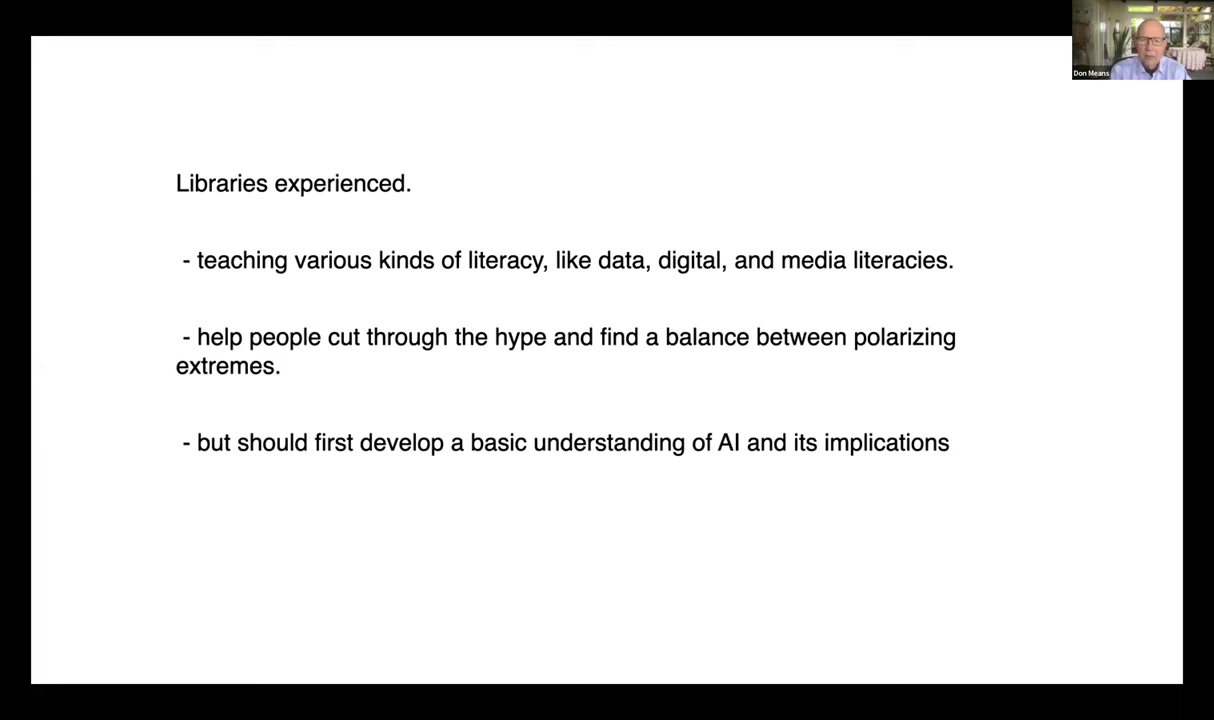 Don Means
Libraries experienced.
- teaching various kinds of literacy, like data, digital, and media literacies.
- help people cut through the hype and find a balance between polarizing
extremes.
- but should first develop a basic understanding of AI and its implications